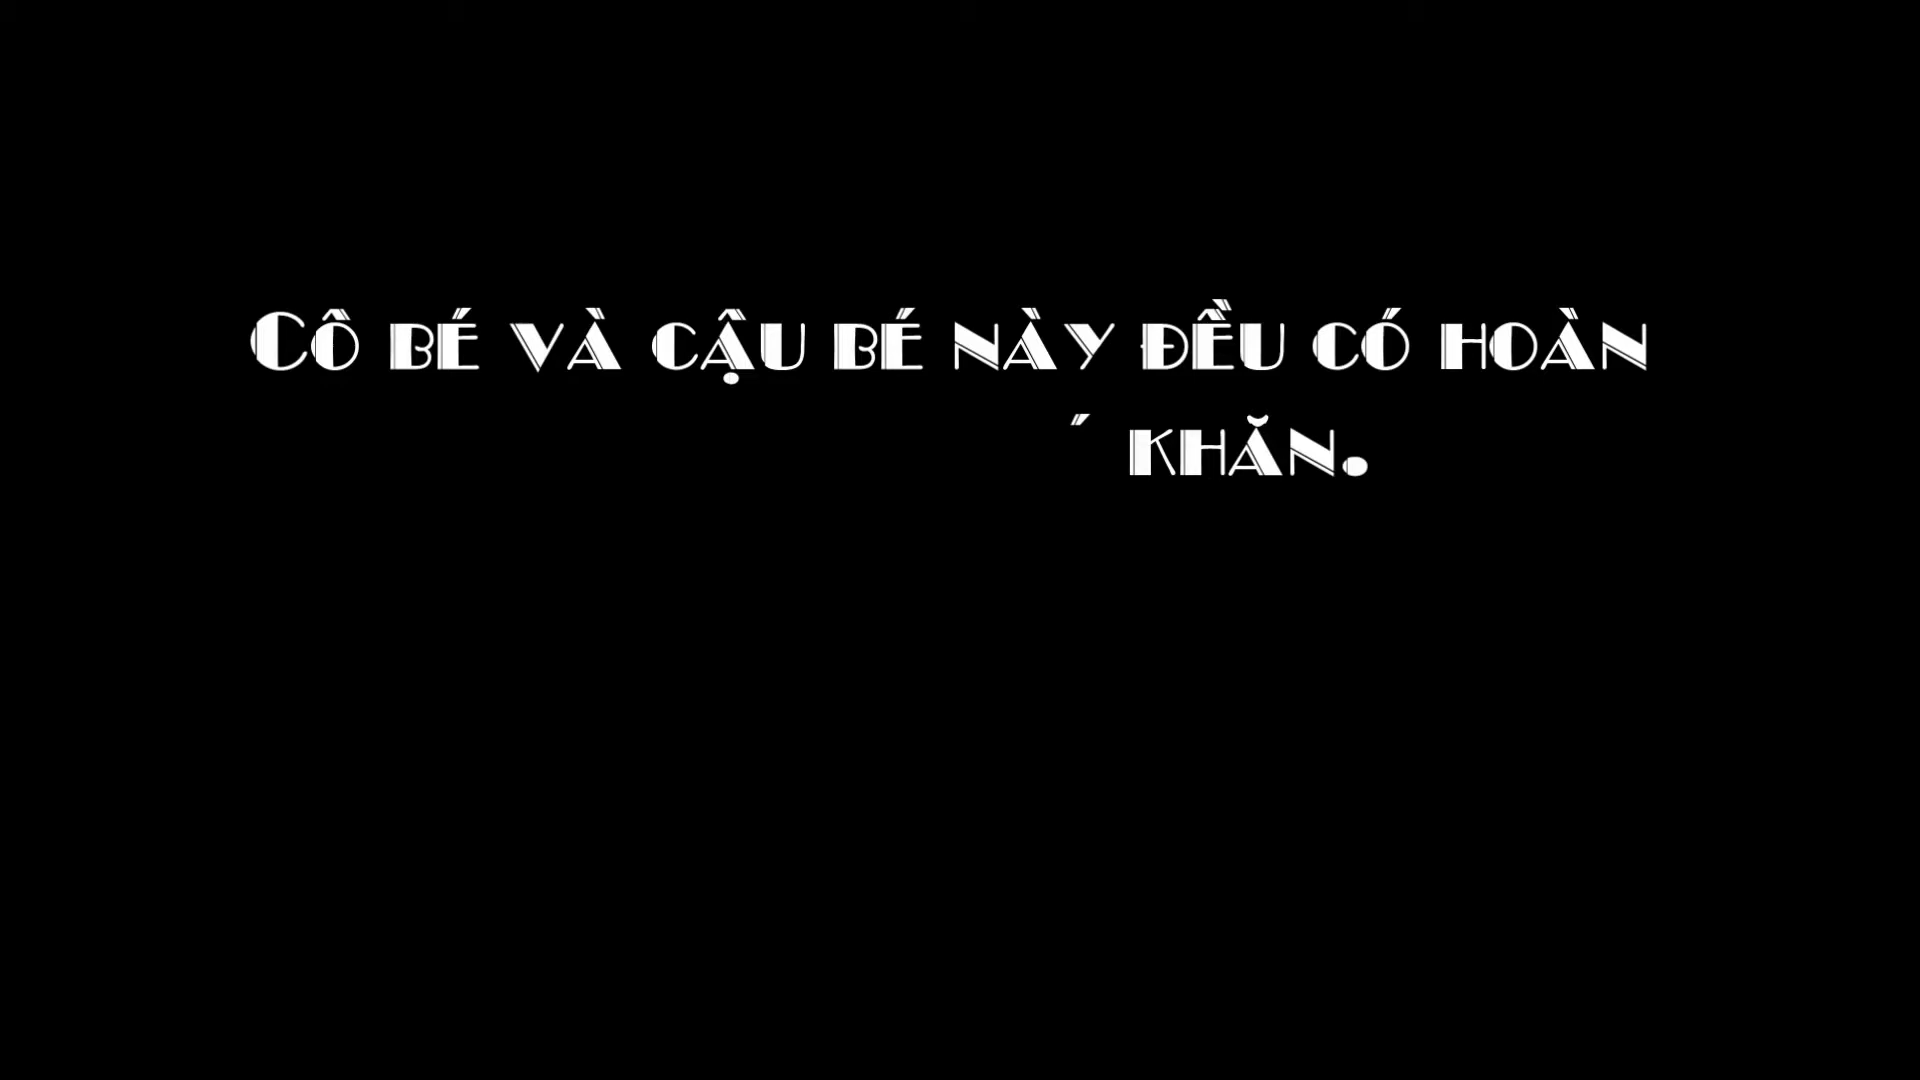 Cô bé và cậu bé này đều có hoàn
khăn.